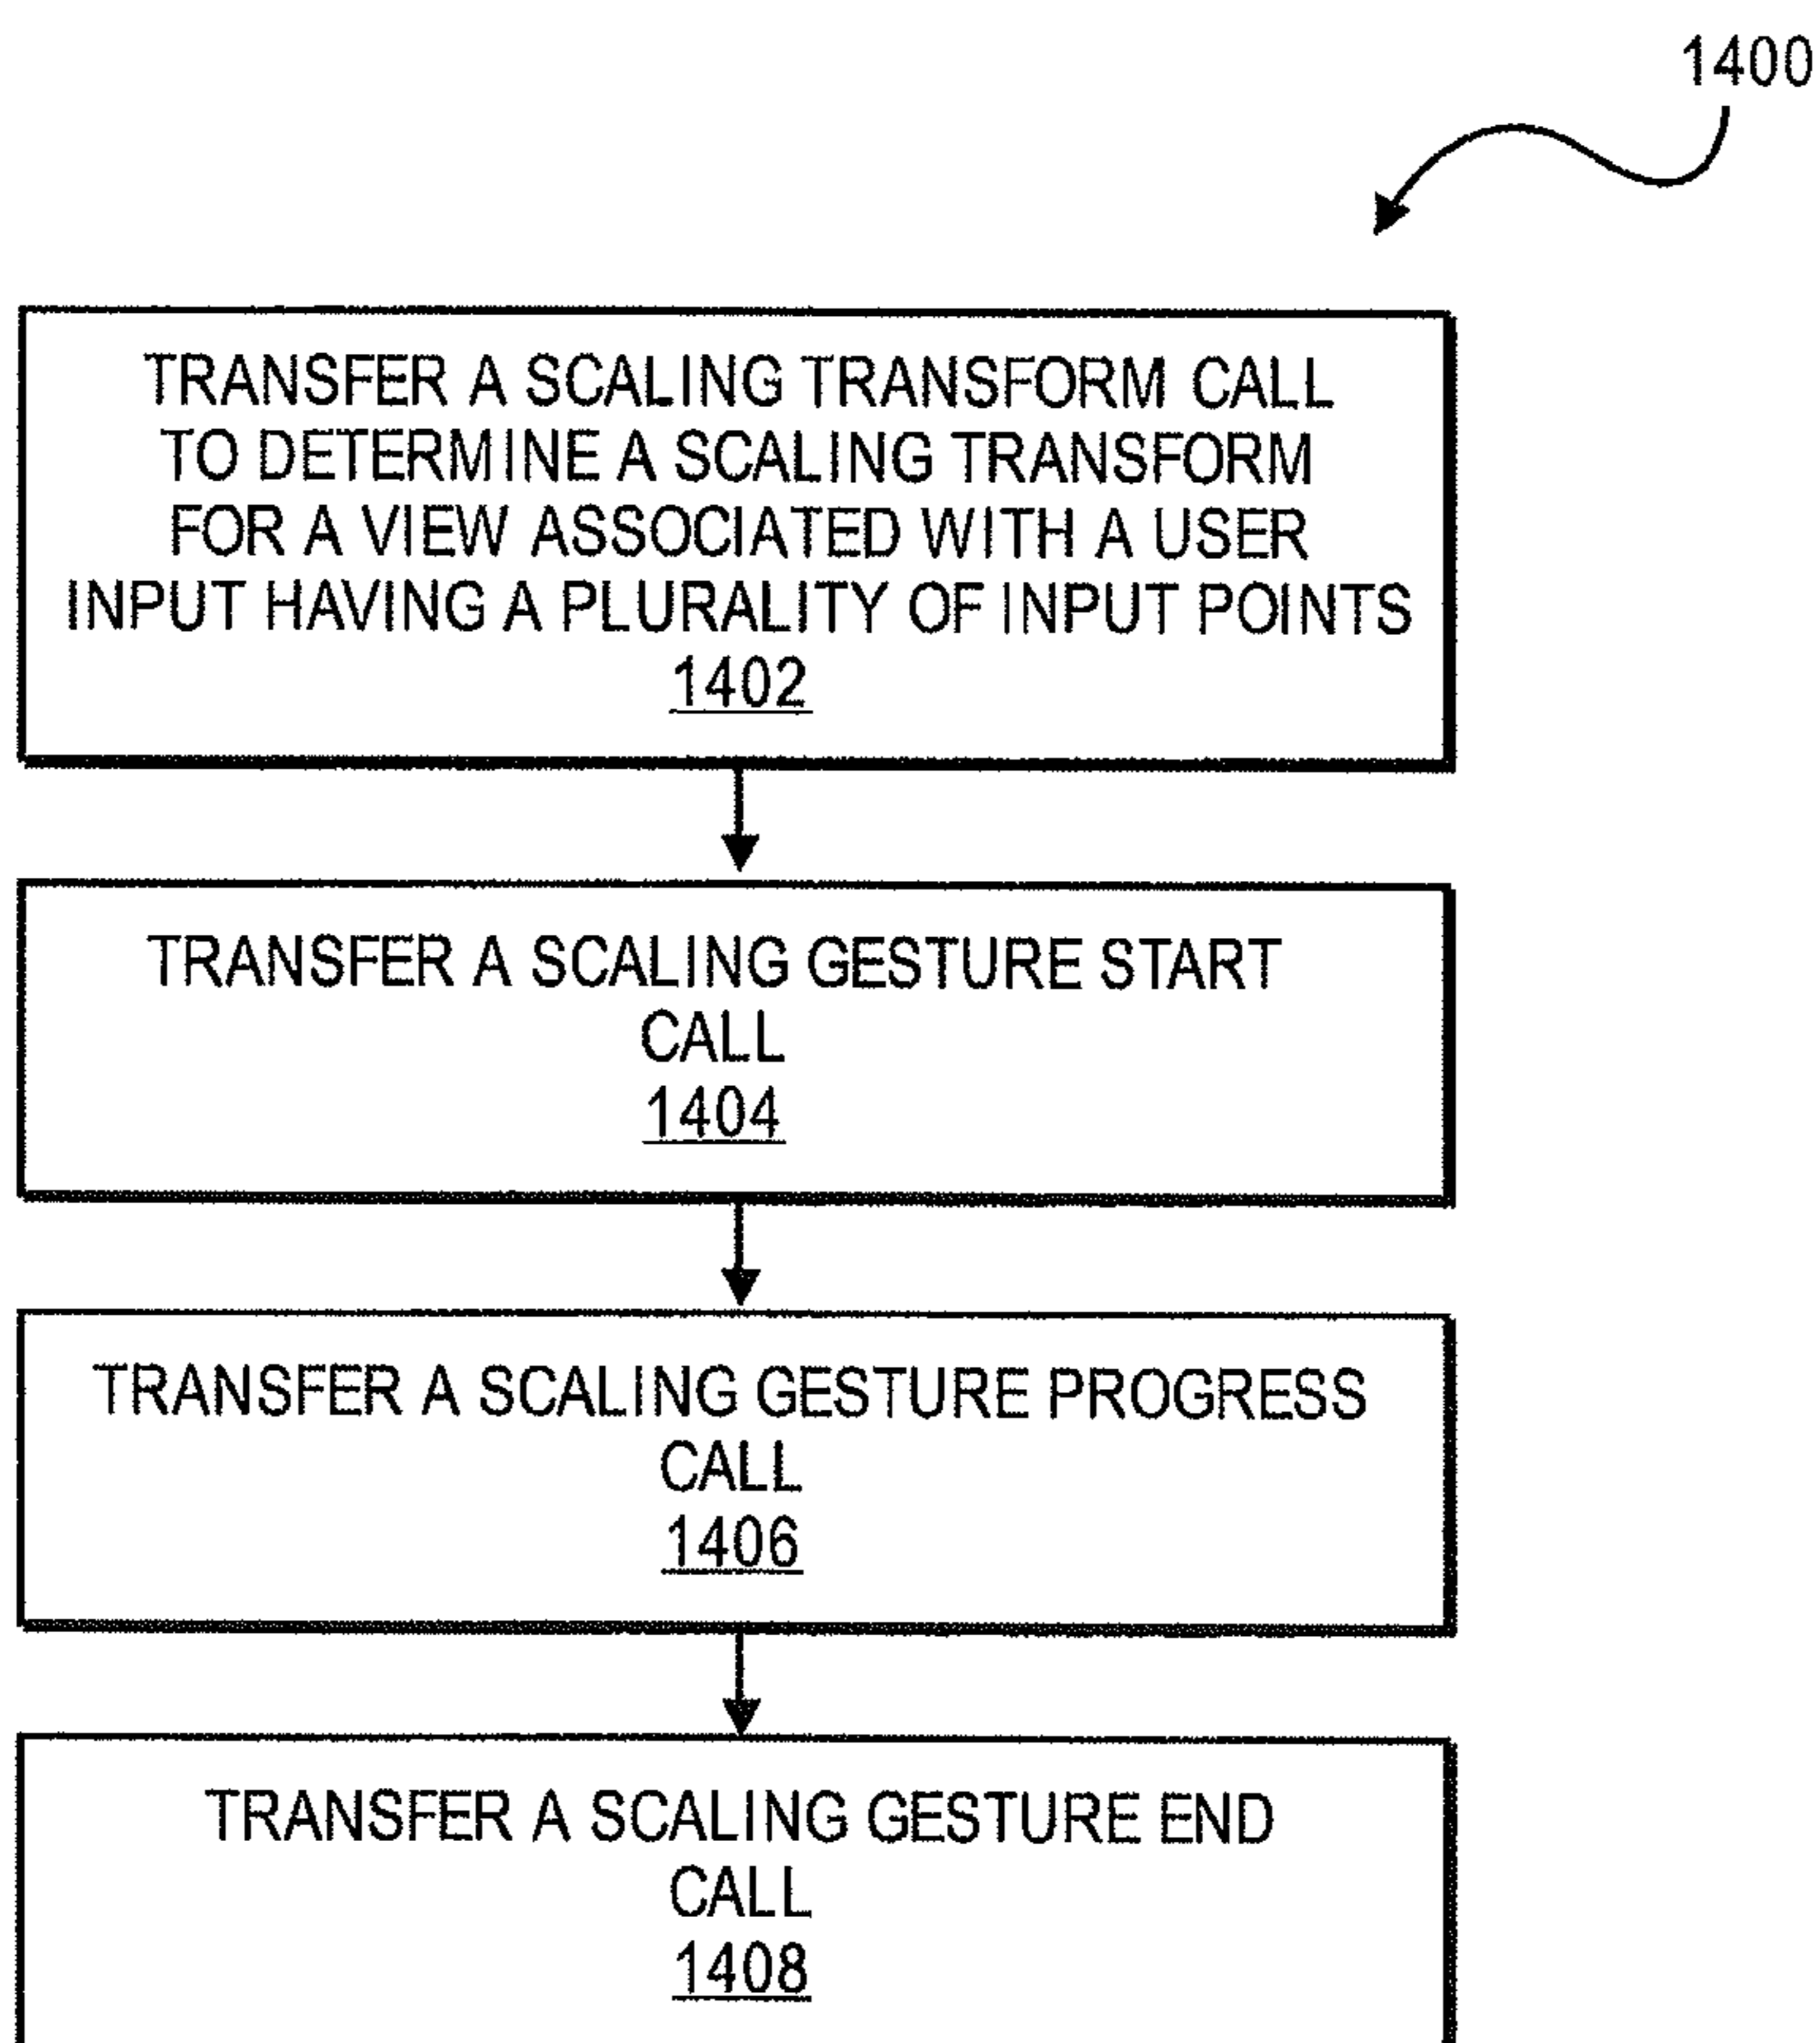 1400
TRANSFER A SCALING TRANSFORM CALL
TO DETERMINE A SCALING TRANSFORM
FOR A VIEW ASSOCIATED WITH A USER
INPUT HAVING A PLURALITY OF INPUT POINTS
1402
TRANSFER A SCALING GESTURE START
CALL
1404
TRANSFER A SCALING GESTURE PROGRESS
CALL
1406
TRANSFER A SCALING GESTURE END
CALL
1408